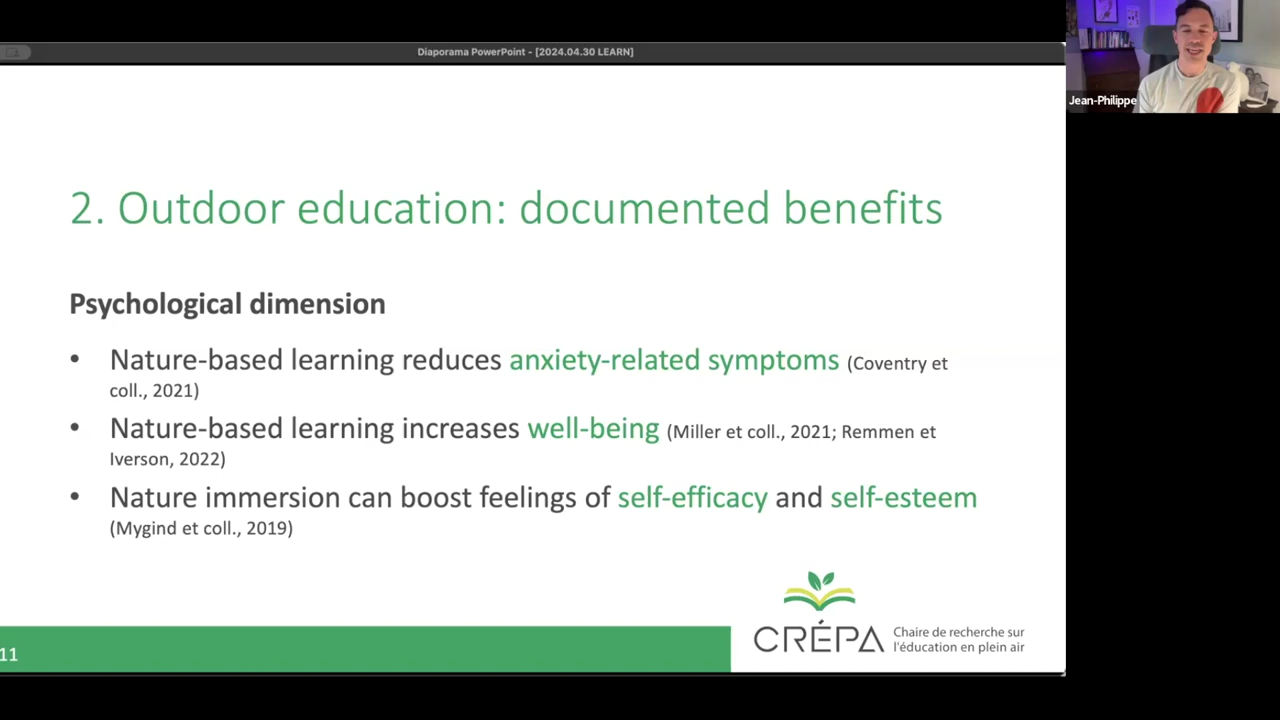 Diaporama PowerPoint - [2024.04.30 LEARN]
Jean-Philippe
2. Outdoor education: documented benefits
Psychological dimension
• Nature-based learning reduces anxiety-related symptoms (Coventry et
coll., 2021)
• Nature-based learning increases well-being (Miller et coll., 2021; Remmen et
Iverson, 2022)
• Nature immersion can boost feelings of self-efficacy and self-esteem
(Mygind et coll., 2019)
CRÉPA
Chaire de recherche sur
l'éducation en plein air
11